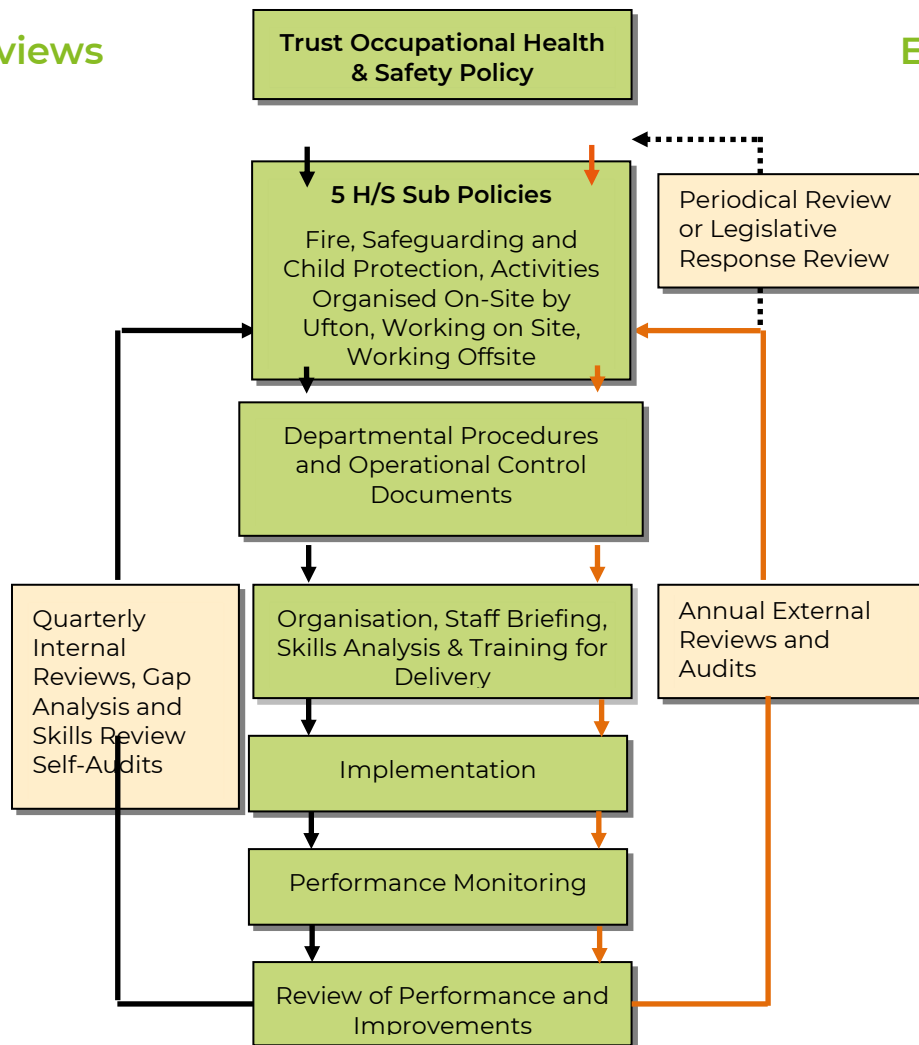 views
E
Trust Occupational Health
& Safety Policy
5 H/S Sub Policies
Fire, Safeguarding and
Child Protection, Activities
Organised On-Site by
Ufton, Working on Site,
Working Offsite
Periodical Review
or Legislative
Response Review
Departmental Procedures
and Operational Control
Documents
Quarterly
Internal
Reviews, Gap
Analysis and
Skills Review
Self-Audits
Organisation, Staff Briefing,
Skills Analysis & Training for
Delivery
Annual External
Reviews and
Audits
Implementation
Performance Monitoring
Review of Performance and
Improvements